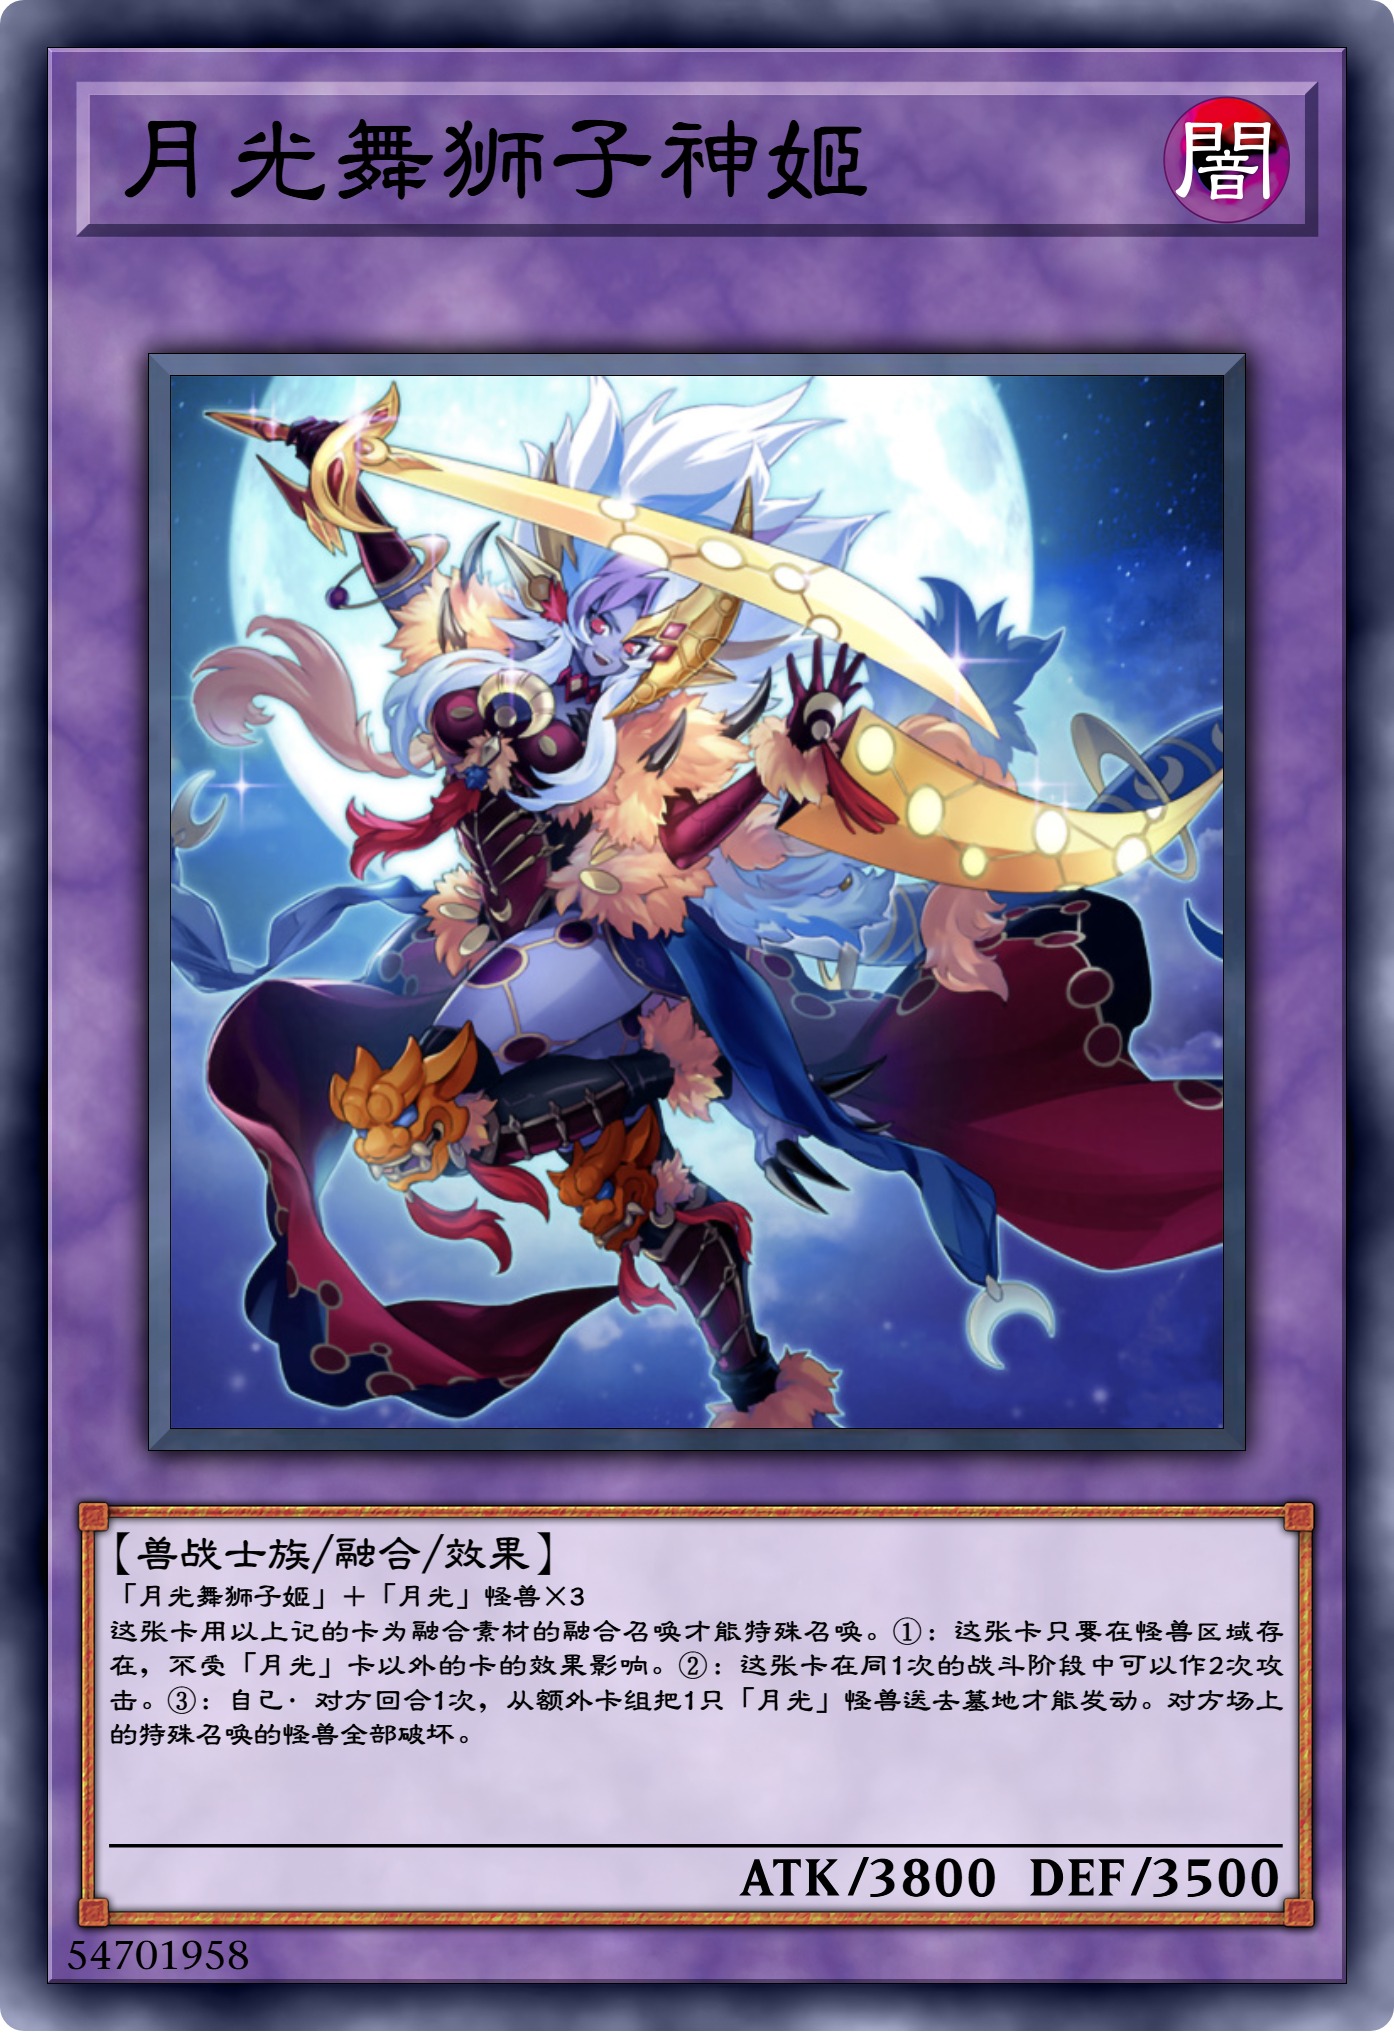 月光舞狮子神姬
闇
【兽战士族/融合/效果】
「月光舞狮子姬」＋「月光」怪兽×3
这张卡用以上记的卡为融合素材的融合召唤才能特殊召唤。①：这张卡只要在怪兽区域存
在，不受「月光」卡以外的卡的效果影响。②：这张卡在同1次的战斗阶段中可以作2次攻
击。③：自己·对方回合1次，从额外卡组把1只「月光」怪兽送去墓地才能发动。对方场上
的特殊召唤的怪兽全部破坏。
ATK/3800 DEF/3500
54701958